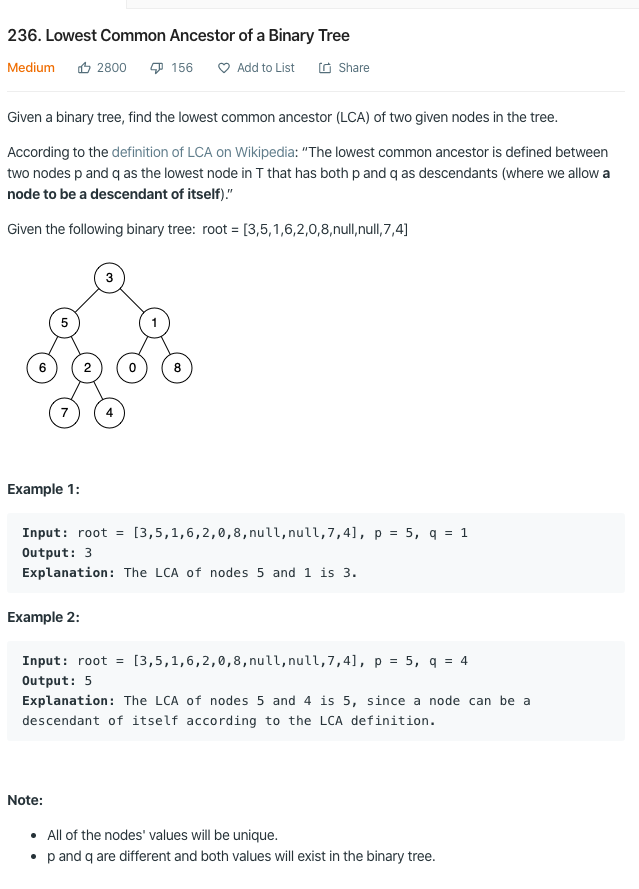 236. Lowest Common Ancestor of a Binary Tree
Medium 2800 156 Add to List Share
Given a binary tree, find the lowest common ancestor (LCA) of two given nodes in the tree.
According to the definition of LCA on Wikipedia: “The lowest common ancestor is defined between
two nodes p and q as the lowest node in T that has both p and q as descendants (where we allow a
node to be a descendant of itself).”
Given the following binary tree:  root = [3,5,1,6,2,0,8,null,null,7,4]
3
5 1
6 2 0 8
7 4
Example 1:
Input: root = [3,5,1,6,2,0,8,null,null,7,4], p = 5, q = 1
Output: 3
Explanation: The LCA of nodes 5 and 1 is 3.
Example 2:
Input: root = [3,5,1,6,2,0,8,null,null,7,4], p = 5, q = 4
Output: 5
Explanation: The LCA of nodes 5 and 4 is 5, since a node can be a
descendant of itself according to the LCA definition.
Note:
• All of the nodes' values will be unique.
• p and q are different and both values will exist in the binary tree.